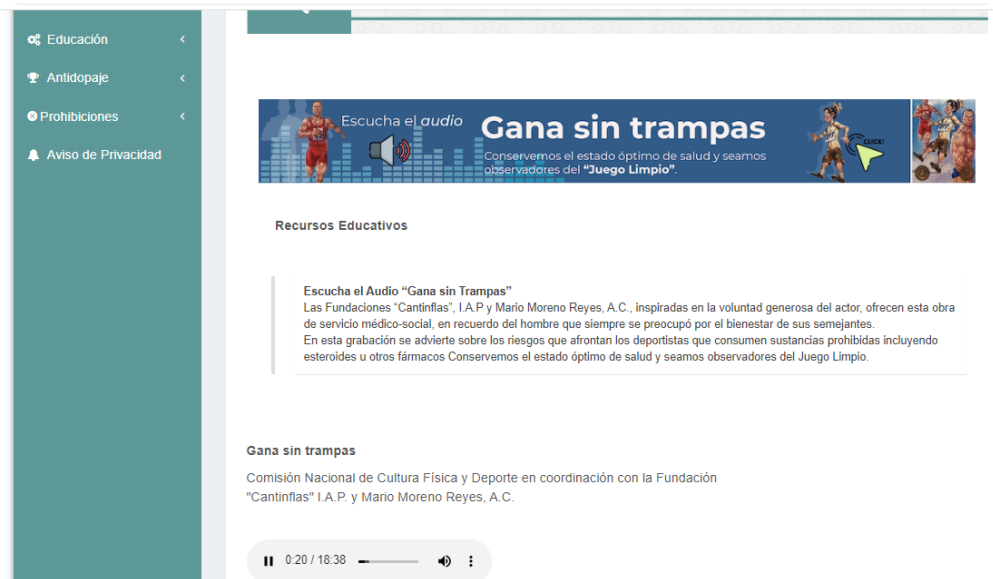 Educación
Antidopaje
Prohibiciones
Aviso de Privacidad
Escucha el audio
Gana sin trampas
Conservemos el estado óptimo de salud y seamos
observadores del "Juego Limpio".
CLICK!
Recursos Educativos
Escucha el Audio “Gana sin Trampas”
Las Fundaciones “Cantinflas”, I.A.P y Mario Moreno Reyes, A.C., inspiradas en la voluntad generosa del actor, ofrecen esta obra
de servicio médico-social, en recuerdo del hombre que siempre se preocupó por el bienestar de sus semejantes.
En esta grabación se advierte sobre los riesgos que afrontan los deportistas que consumen sustancias prohibidas incluyendo
esteroides u otros fármacos Conservemos el estado óptimo de salud y seamos observadores del Juego Limpio.
Gana sin trampas
Comisión Nacional de Cultura Física y Deporte en coordinación con la Fundación
"Cantinflas" I.A.P. y Mario Moreno Reyes, A.C.
0:20 / 18:38